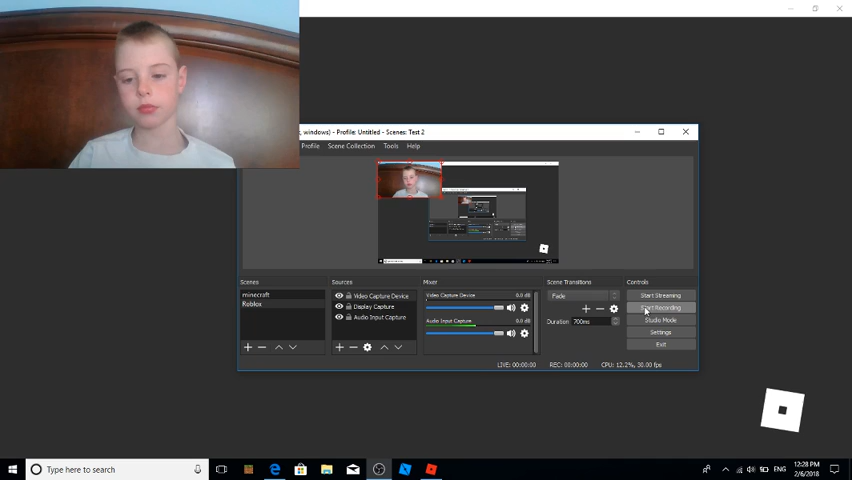 , windows) - Profile: Untitled - Scenes: Test 2
Profile Scene Collection Tools Help
Scenes
minecraft
Roblox
Sources
Video Capture Device
Display Capture
Audio Input Capture
Mixer
Video Capture Device 0.0 dB
Audio Input Capture 0.0 dB
Scene Transitions
Fade
Duration 700ms
Controls
Start Streaming
Start Recording
Studio Mode
Settings
Exit
LIVE: 00:00:00 REC: 00:00:00 CPU: 12.2%, 30.00 fps
Type here to search
ENG
12:28 PM
2/6/2018